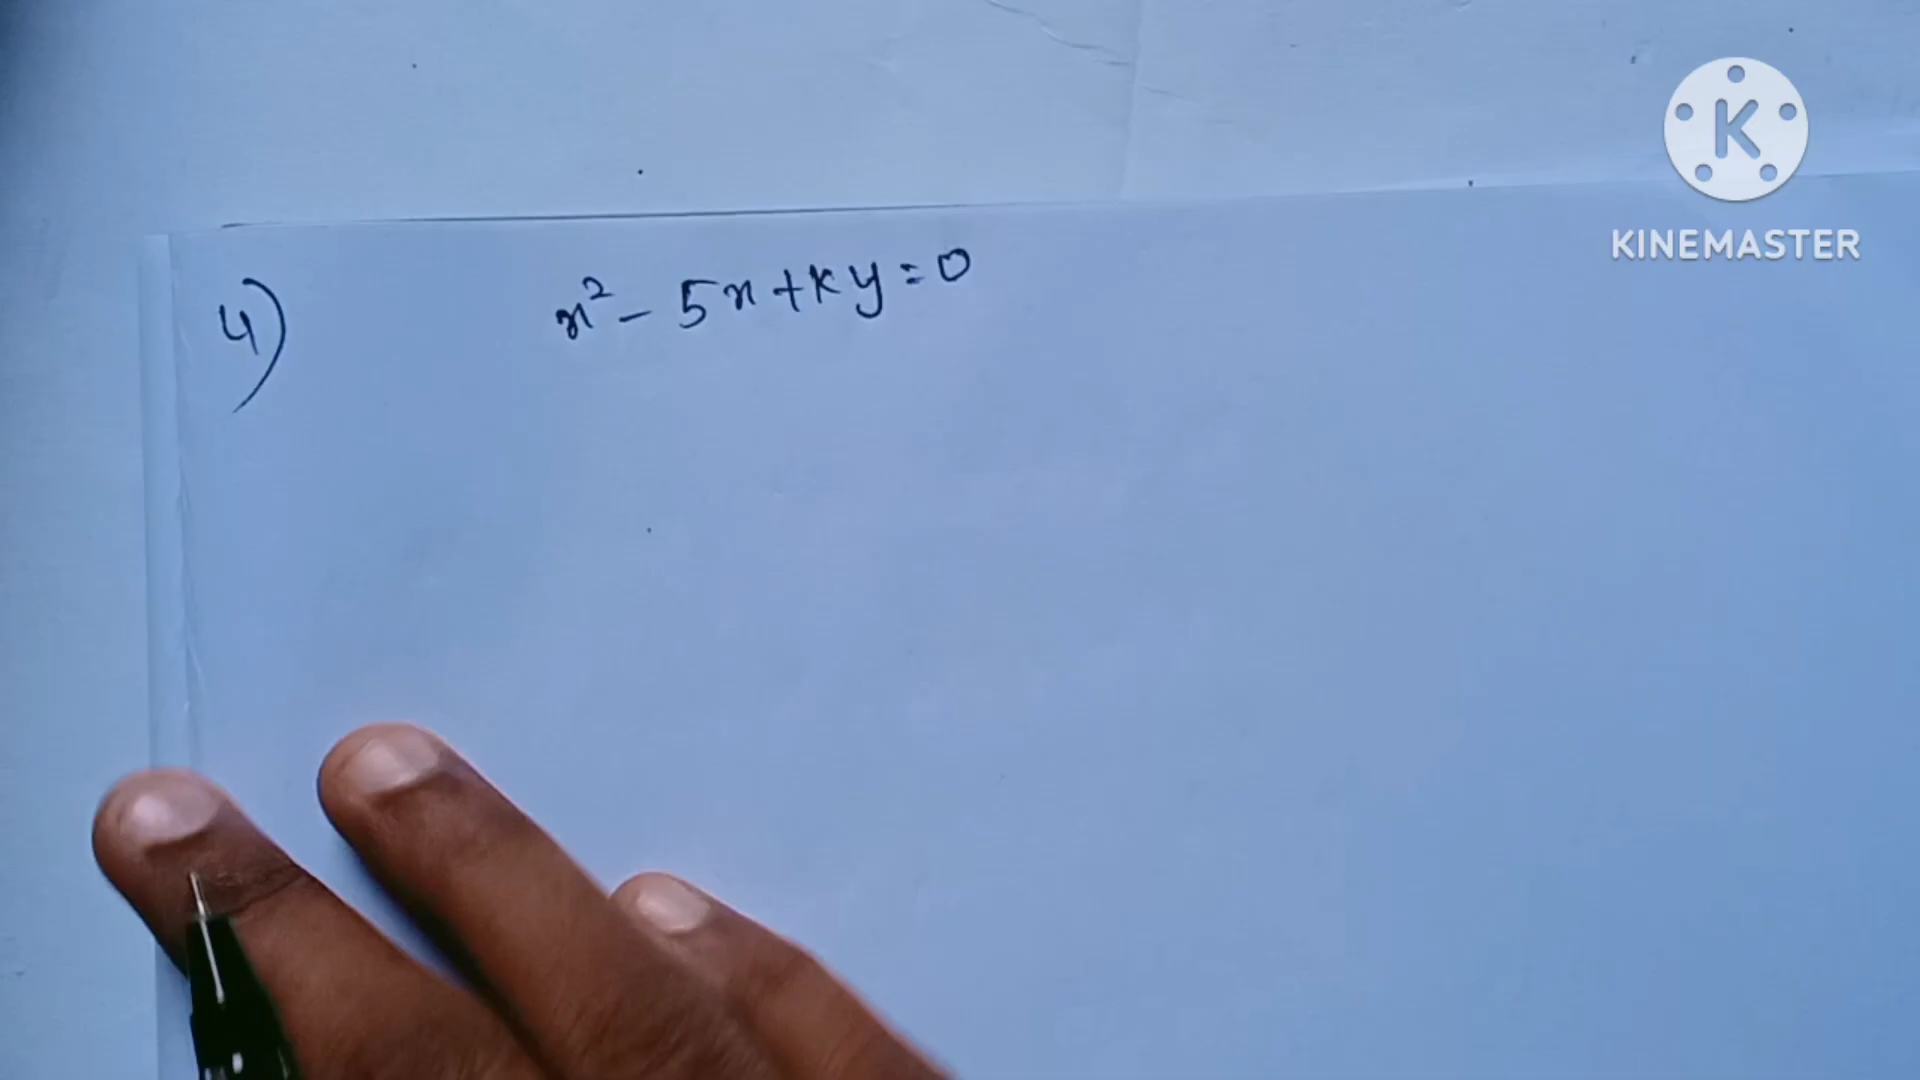 4) x² - 5x + ky = 0
K
KINEMASTER